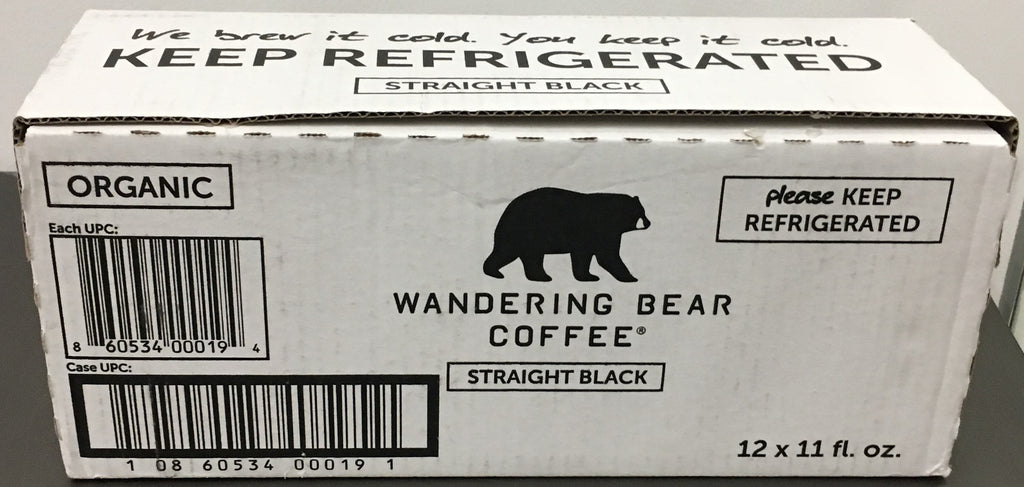 We brew it cold. You keep it cold.
KEEP REFRIGERATED
STRAIGHT BLACK
ORGANIC
Each UPC:
8 60534 00019 4
Case UPC:
1 08 60534 00019 1
WANDERING BEAR
COFFEE®
STRAIGHT BLACK
please KEEP
REFRIGERATED
12 x 11 fl. oz.